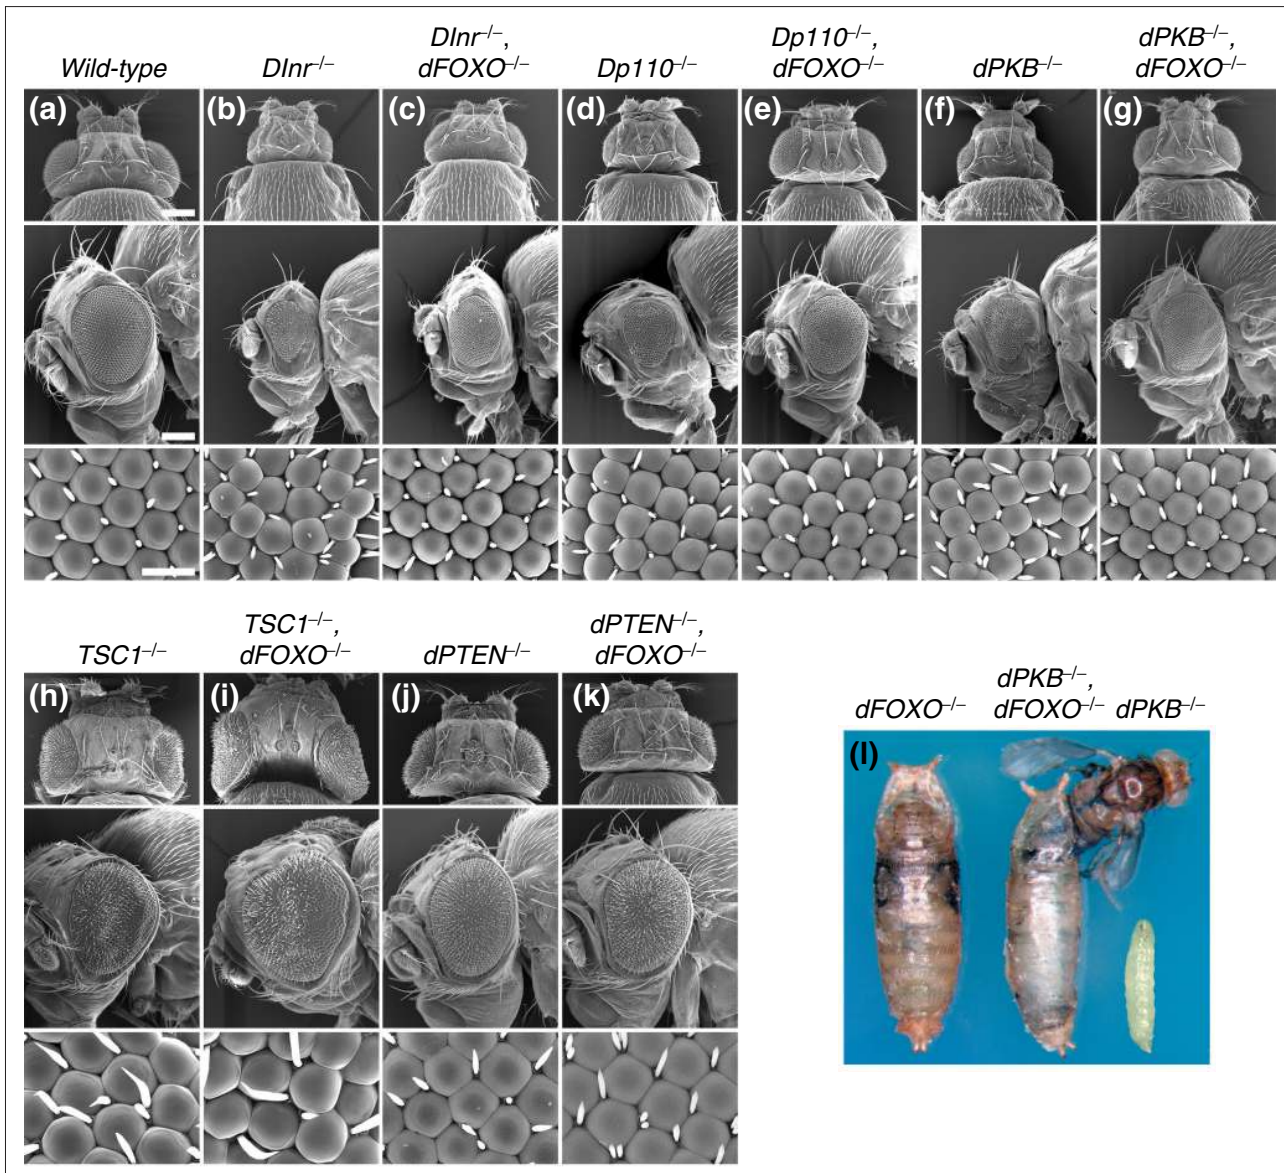 Wild-type
DInr–/–
DInr–/–,
dFOXO–/–
Dp110–/–
Dp110–/–,
dFOXO–/–
dPKB–/–
dPKB–/–,
dFOXO–/–
(a)
(b)
(c)
(d)
(e)
(f)
(g)
TSC1–/–
TSC1–/–,
dFOXO–/–
dPTEN–/–
dPTEN–/–,
dFOXO–/–
(h)
(i)
(j)
(k)
dFOXO–/–
dPKB–/–,
dFOXO–/–
dPKB–/–
(l)